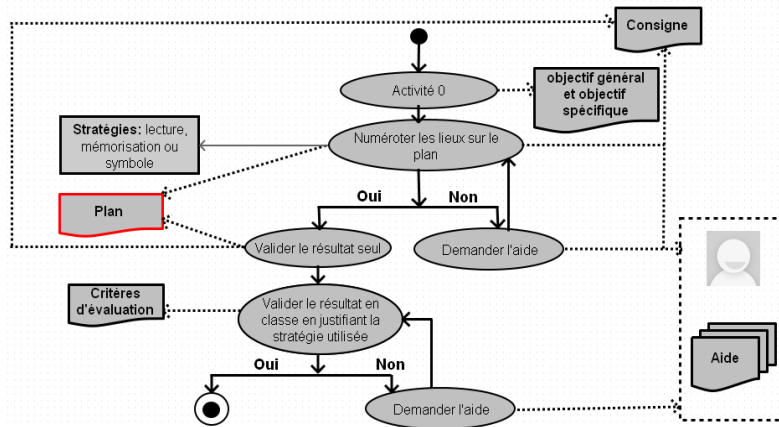 Consigne
Activité 0
objectif général
et objectif
spécifique
Stratégies: lecture,
mémorisation ou
symbole
Numéroter les lieux sur le
plan
Plan
Oui
Non
Valider le résultat seul
Demander l'aide
Critères
d'évaluation
Valider le résultat en
classe en justifiant la
stratégie utilisée
Aide
Oui
Non
Demander l'aide